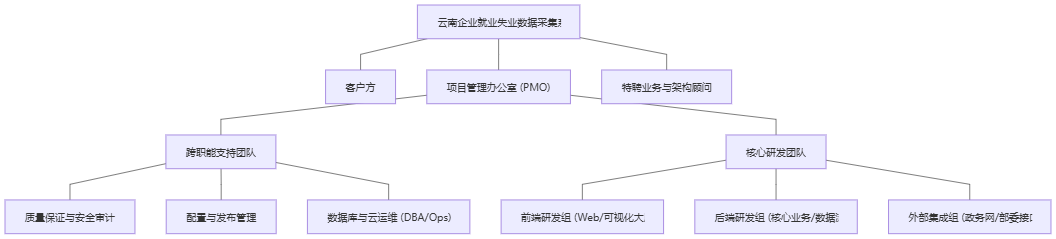 云南企业就业失业数据采集
客户方
项目管理办公室 (PMO)
特聘业务与架构顾问
跨职能支持团队
核心研发团队
质量保证与安全审计
配置与发布管理
数据库与云运维 (DBA/Ops)
前端研发组 (Web/可视化大
后端研发组 (核心业务/数据
外部集成组 (政务网/部委接